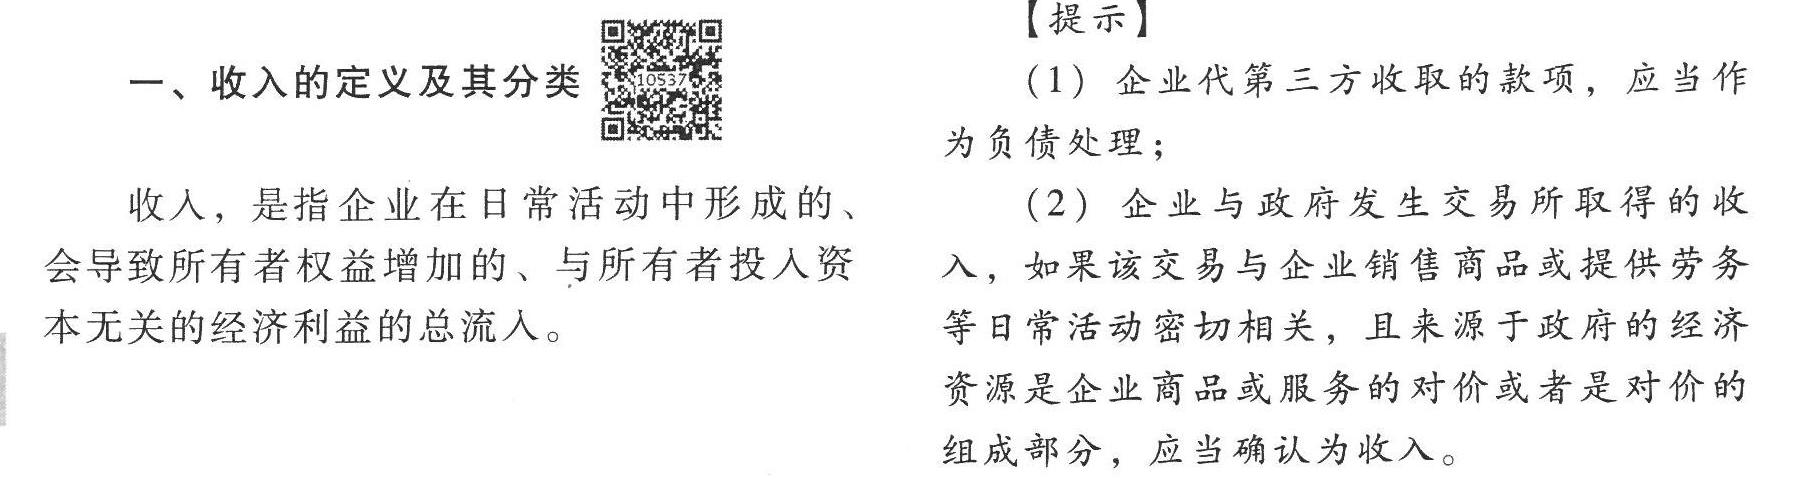 一、收入的定义及其分类
10537
收入，是指企业在日常活动中形成的、
会导致所有者权益增加的、与所有者投入资
本无关的经济利益的总流入。
【提示】
（1）企业代第三方收取的款项，应当作
为负债处理；
（2）企业与政府发生交易所取得的收
入，如果该交易与企业销售商品或提供劳务
等日常活动密切相关，且来源于政府的经济
资源是企业商品或服务的对价或者是对价的
组成部分，应当确认为收入。